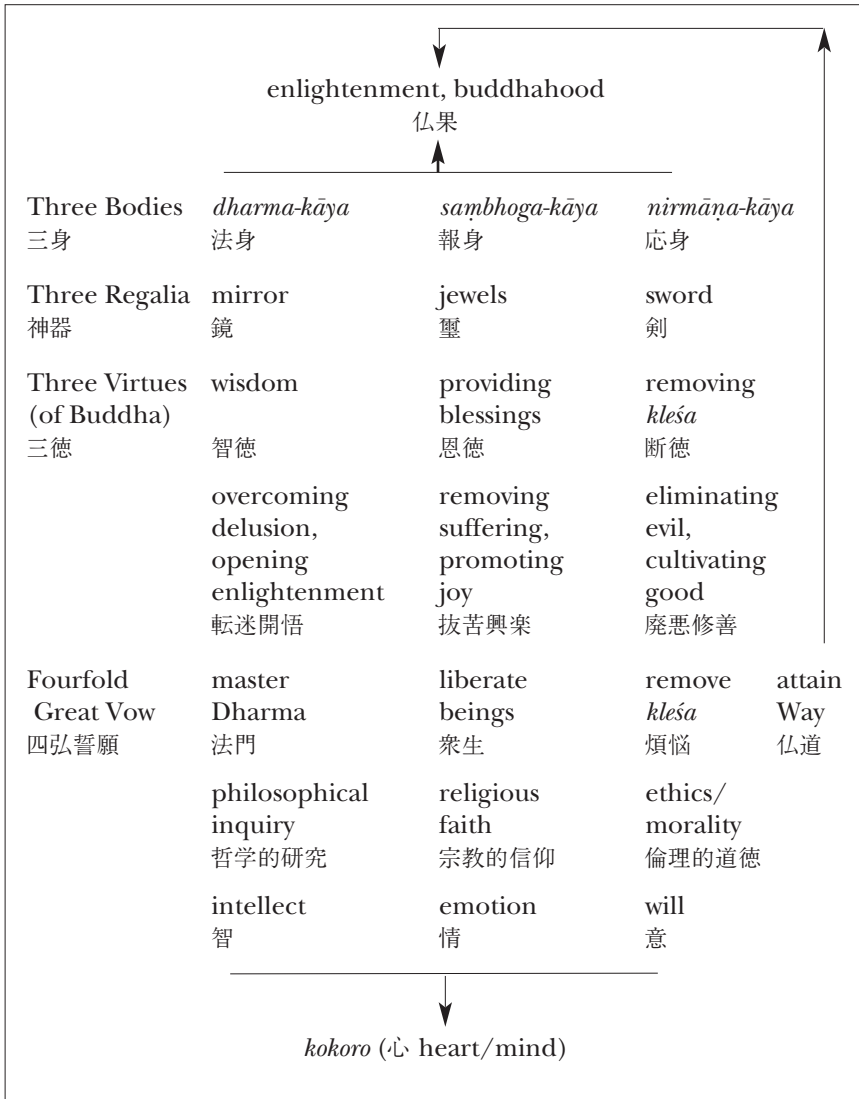 enlightenment, buddhahood
仏果
Three Bodies dharma-kāya saṃbhoga-kāya nirmāṇa-kāya
三身 法身 報身 応身
Three Regalia mirror jewels sword
神器 鏡 璽 剣
Three Virtues wisdom providing removing
(of Buddha) blessings kleśa
三徳 智徳 恩徳 断徳
overcoming removing eliminating
delusion, suffering, evil,
opening promoting cultivating
enlightenment joy good
転迷開悟 抜苦興楽 廃悪修善
Fourfold master liberate remove attain
Great Vow Dharma beings kleśa Way
四弘誓願 法門 衆生 煩悩 仏道
philosophical religious ethics/
inquiry faith morality
哲学的研究 宗教的信仰 倫理的道徳
intellect emotion will
智 情 意
kokoro (心 heart/mind)